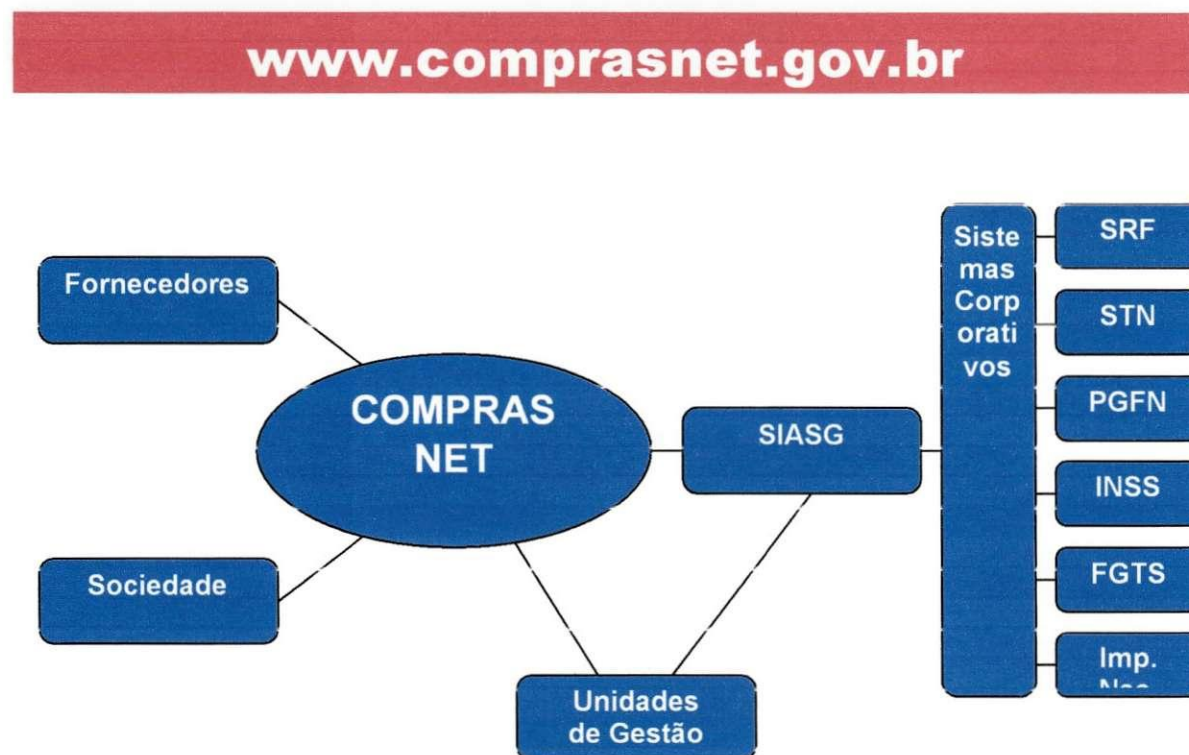 www.comprasnet.gov.br
Fornecedores
COMPRAS
NET
Sociedade
SIASG
Unidades
de Gestão
Siste
mas
Corp
orati
vos
SRF
STN
PGFN
INSS
FGTS
Imp.